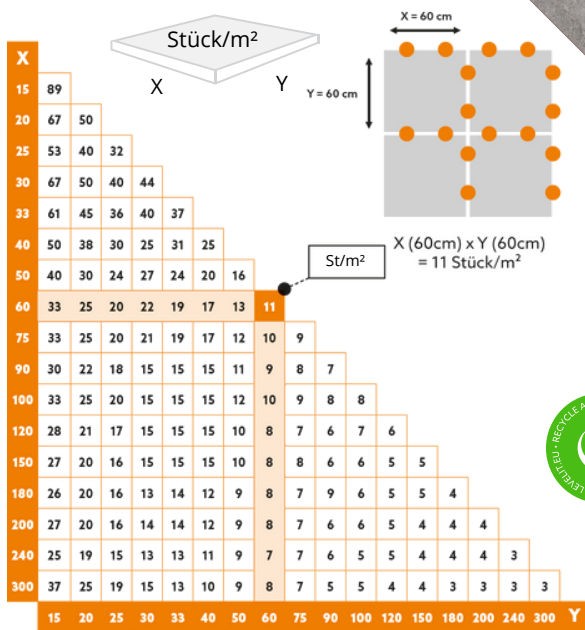 Stück/m²
X
Y
X = 60 cm
Y = 60 cm
X (60cm) x Y (60cm)
= 11 Stück/m²
St/m²
X
15 89
20 67 50
25 53 40 32
30 67 50 40 44
33 61 45 36 40 37
40 50 38 30 25 31 25
50 40 30 24 27 24 20 16
60 33 25 20 22 19 17 13 11
75 33 25 20 21 19 17 12 10 9
90 30 22 18 15 15 15 11 9 8 7
100 33 25 20 15 15 15 12 10 9 8 8
120 28 21 17 15 15 15 10 8 7 6 7 6
150 27 20 16 15 15 15 10 8 8 6 6 5 5
180 26 20 16 13 14 12 9 8 7 9 6 5 5 4
200 27 20 16 14 14 12 9 8 7 6 6 5 4 4 4
240 25 19 15 13 13 11 9 7 7 6 5 5 4 4 4 3
300 37 25 19 15 13 10 9 8 7 5 5 4 4 3 3 3 3
15 20 25 30 33 40 50 60 75 90 100 120 150 180 200 240 300 Y
LEVELIT.EU • RECYCLE